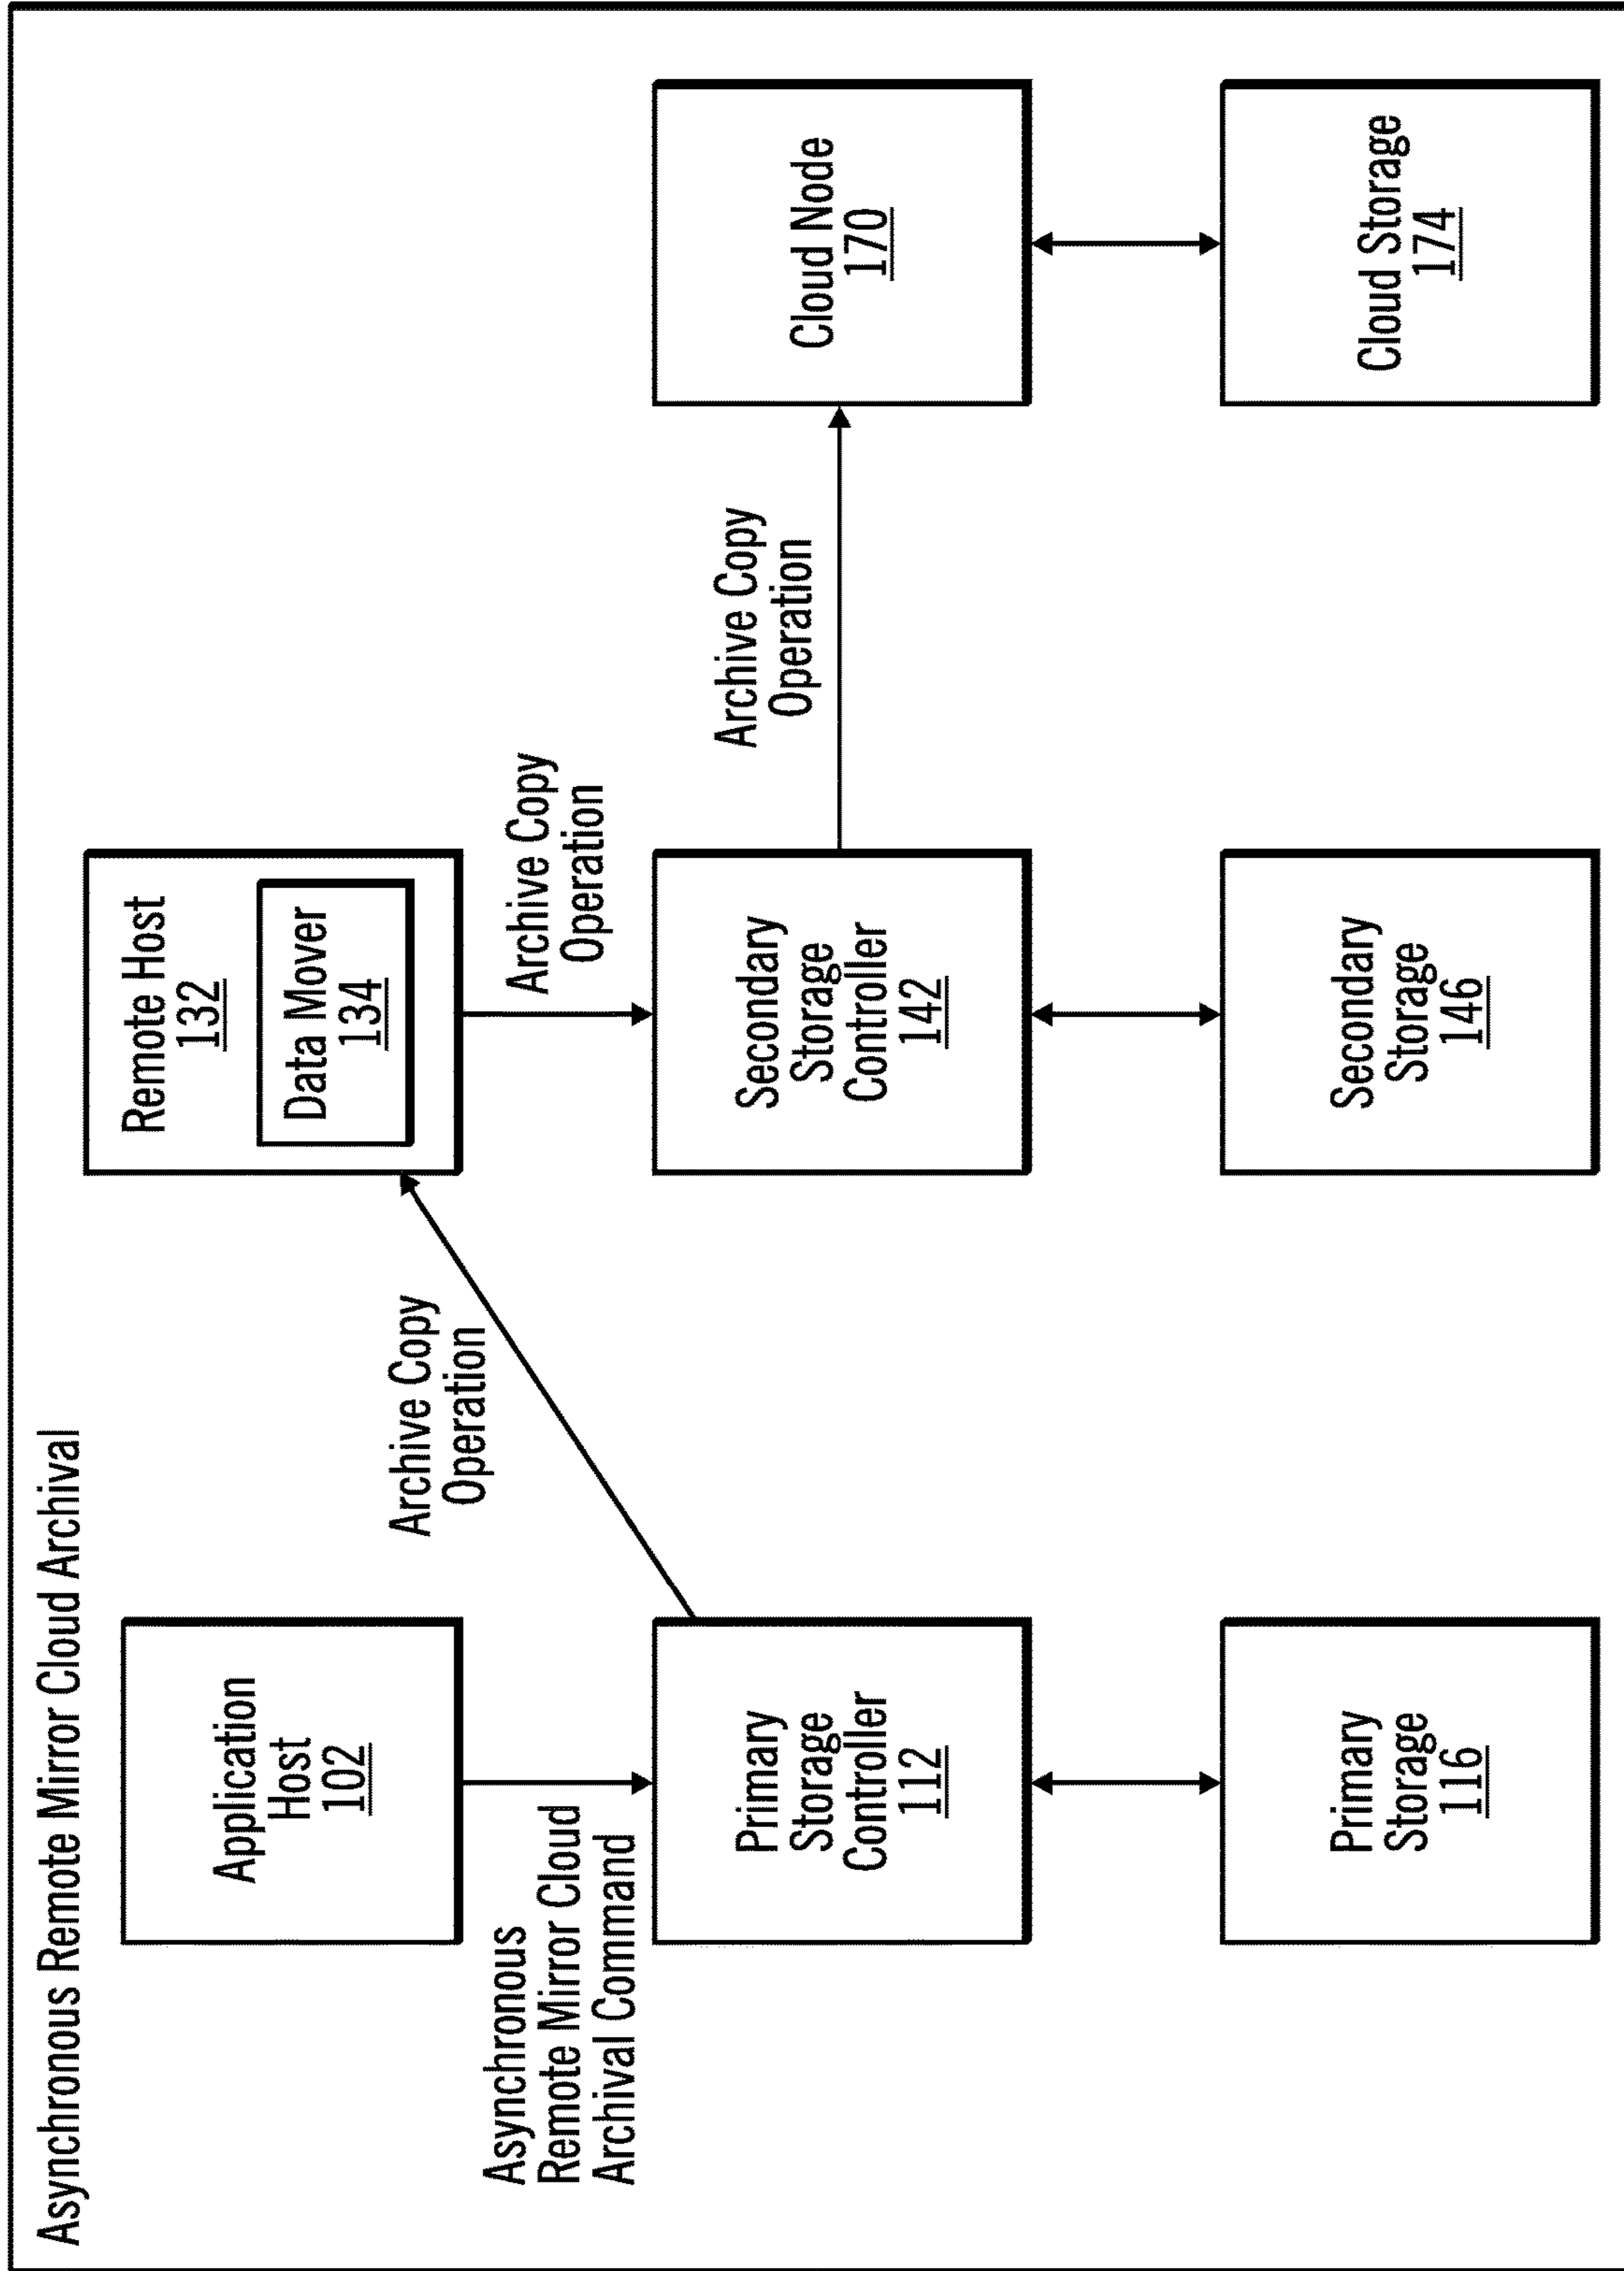 Asynchronous Remote Mirror Cloud Archival
Application
Host
102
Asynchronous
Remote Mirror Cloud
Archival Command
Primary
Storage
Controller
112
Primary
Storage
116
Archive Copy
Operation
Remote Host
132
Data Mover
134
Archive Copy
Operation
Secondary
Storage
Controller
142
Secondary
Storage
146
Archive Copy
Operation
Cloud Node
170
Cloud Storage
174